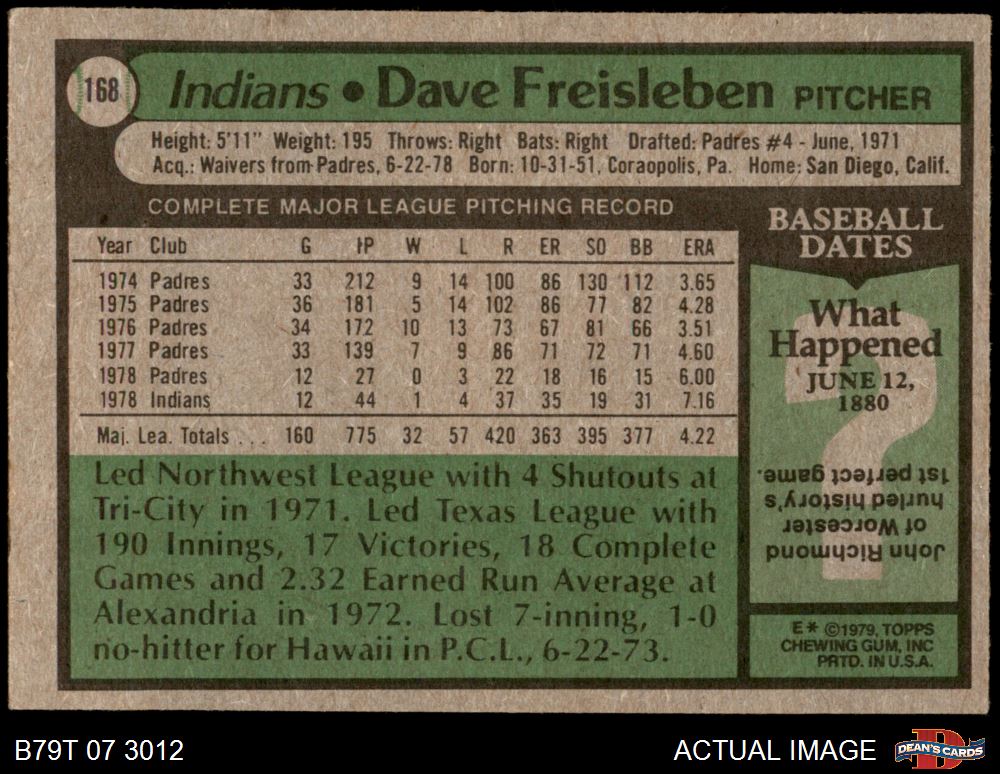 168
Indians • Dave Freisleben PITCHER
Height: 5'11" Weight: 195 Throws: Right Bats: Right Drafted: Padres #4 - June, 1971
Acq.: Waivers from Padres, 6-22-78 Born: 10-31-51, Coraopolis, Pa. Home: San Diego, Calif.
COMPLETE MAJOR LEAGUE PITCHING RECORD
Year Club G IP W L R ER SO BB ERA
1974 Padres 33 212 9 14 100 86 130 112 3.65
1975 Padres 36 181 5 14 102 86 77 82 4.28
1976 Padres 34 172 10 13 73 67 81 66 3.51
1977 Padres 33 139 7 9 86 71 72 71 4.60
1978 Padres 12 27 0 3 22 18 16 15 6.00
1978 Indians 12 44 1 4 37 35 19 31 7.16
Maj. Lea. Totals . . . 160 775 32 57 420 363 395 377 4.22
Led Northwest League with 4 Shutouts at
Tri-City in 1971. Led Texas League with
190 Innings, 17 Victories, 18 Complete
Games and 2.32 Earned Run Average at
Alexandria in 1972. Lost 7-inning, 1-0
no-hitter for Hawaii in P.C.L., 6-22-73.
BASEBALL
DATES
What
Happened
JUNE 12,
1880
?
John Richmond
of Worcester
hurled history's
1st perfect game.
E* ©1979, TOPPS
CHEWING GUM, INC
PRTD. IN U.S.A.
B79T 07 3012
ACTUAL IMAGE
DEAN'S CARDS